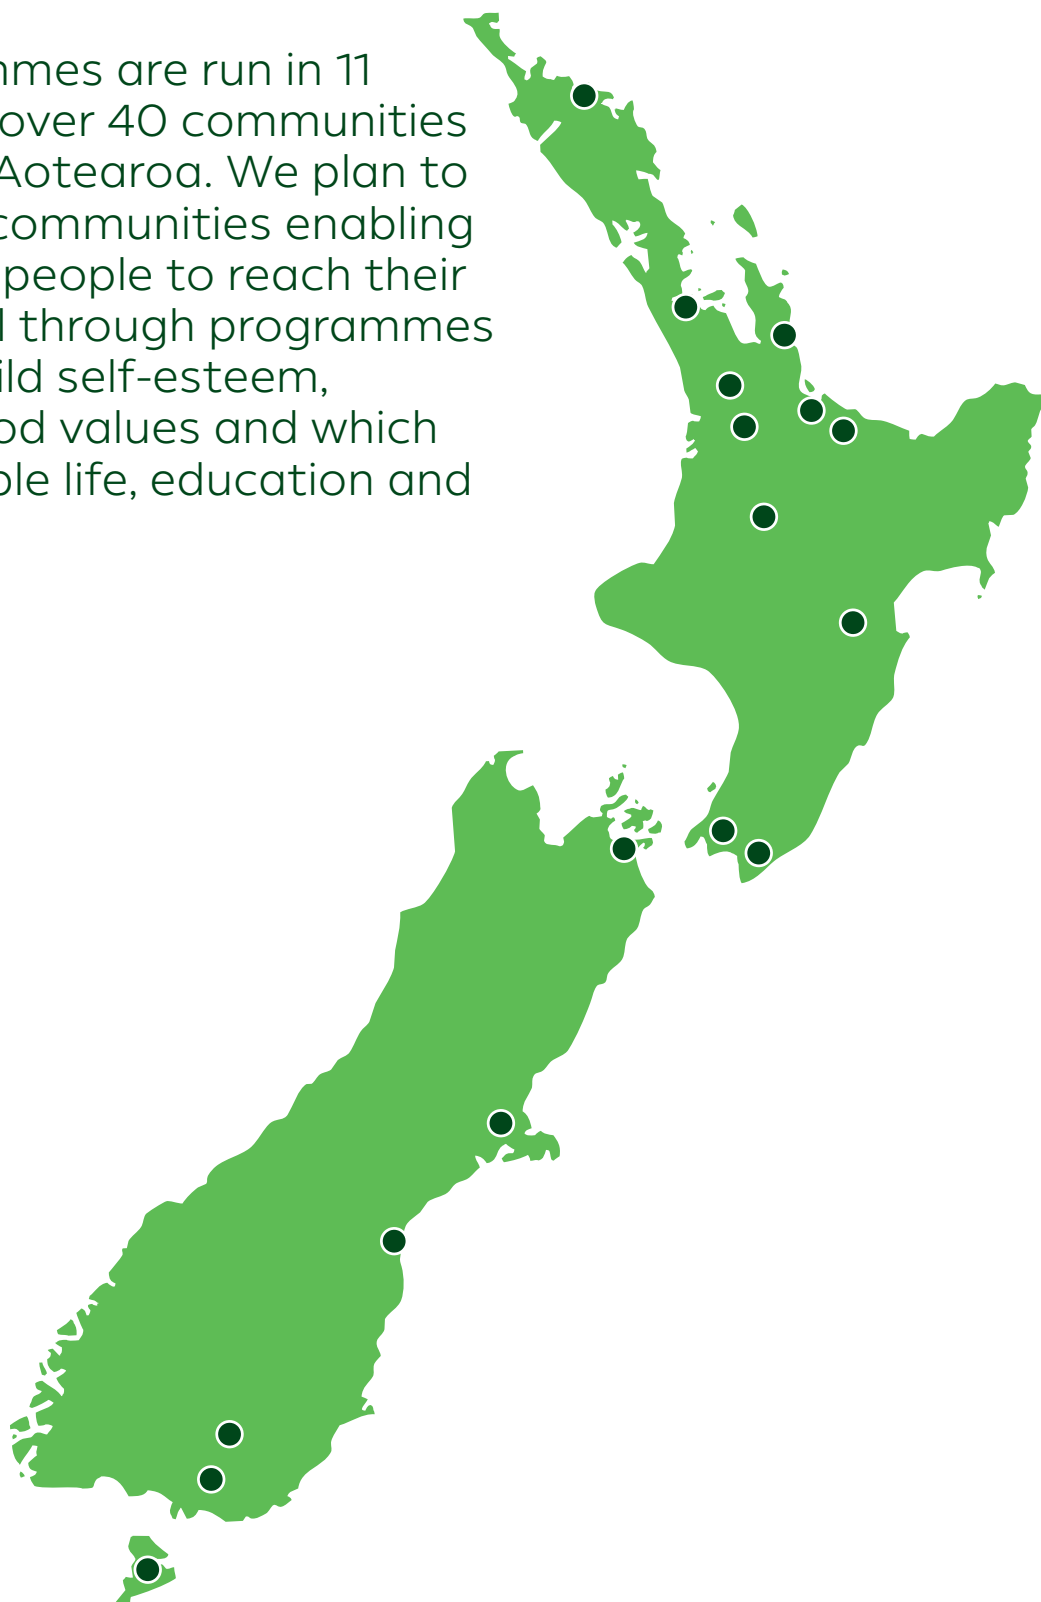 mmes are run in 11
over 40 communities
Aotearoa. We plan to
communities enabling
people to reach their
l through programmes
ild self-esteem,
od values and which
ble life, education and